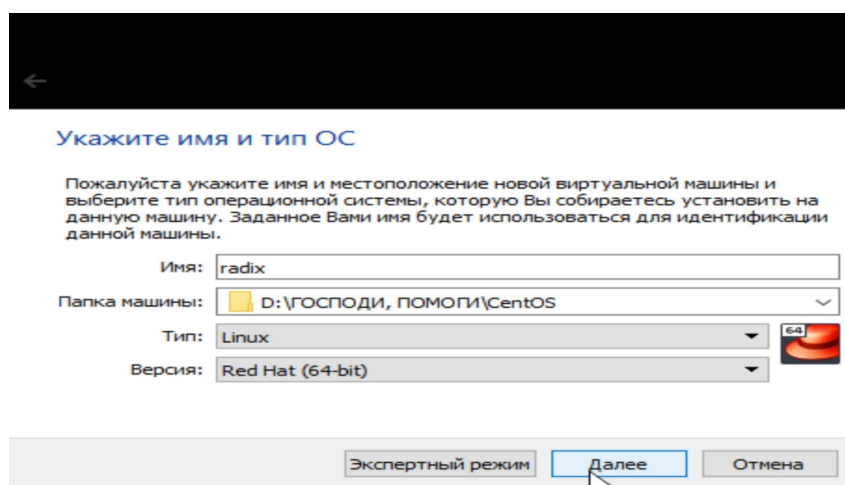 Укажите имя и тип ОС
Пожалуйста укажите имя и местоположение новой виртуальной машины и
выберите тип операционной системы, которую Вы собираетесь установить на
данную машину. Заданное Вами имя будет использоваться для идентификации
данной машины.
Имя: radix
Папка машины: D:\ГОСПОДИ, ПОМОГИ\CentOS
Тип: Linux
64
Версия: Red Hat (64-bit)
Экспертный режим Далее Отмена